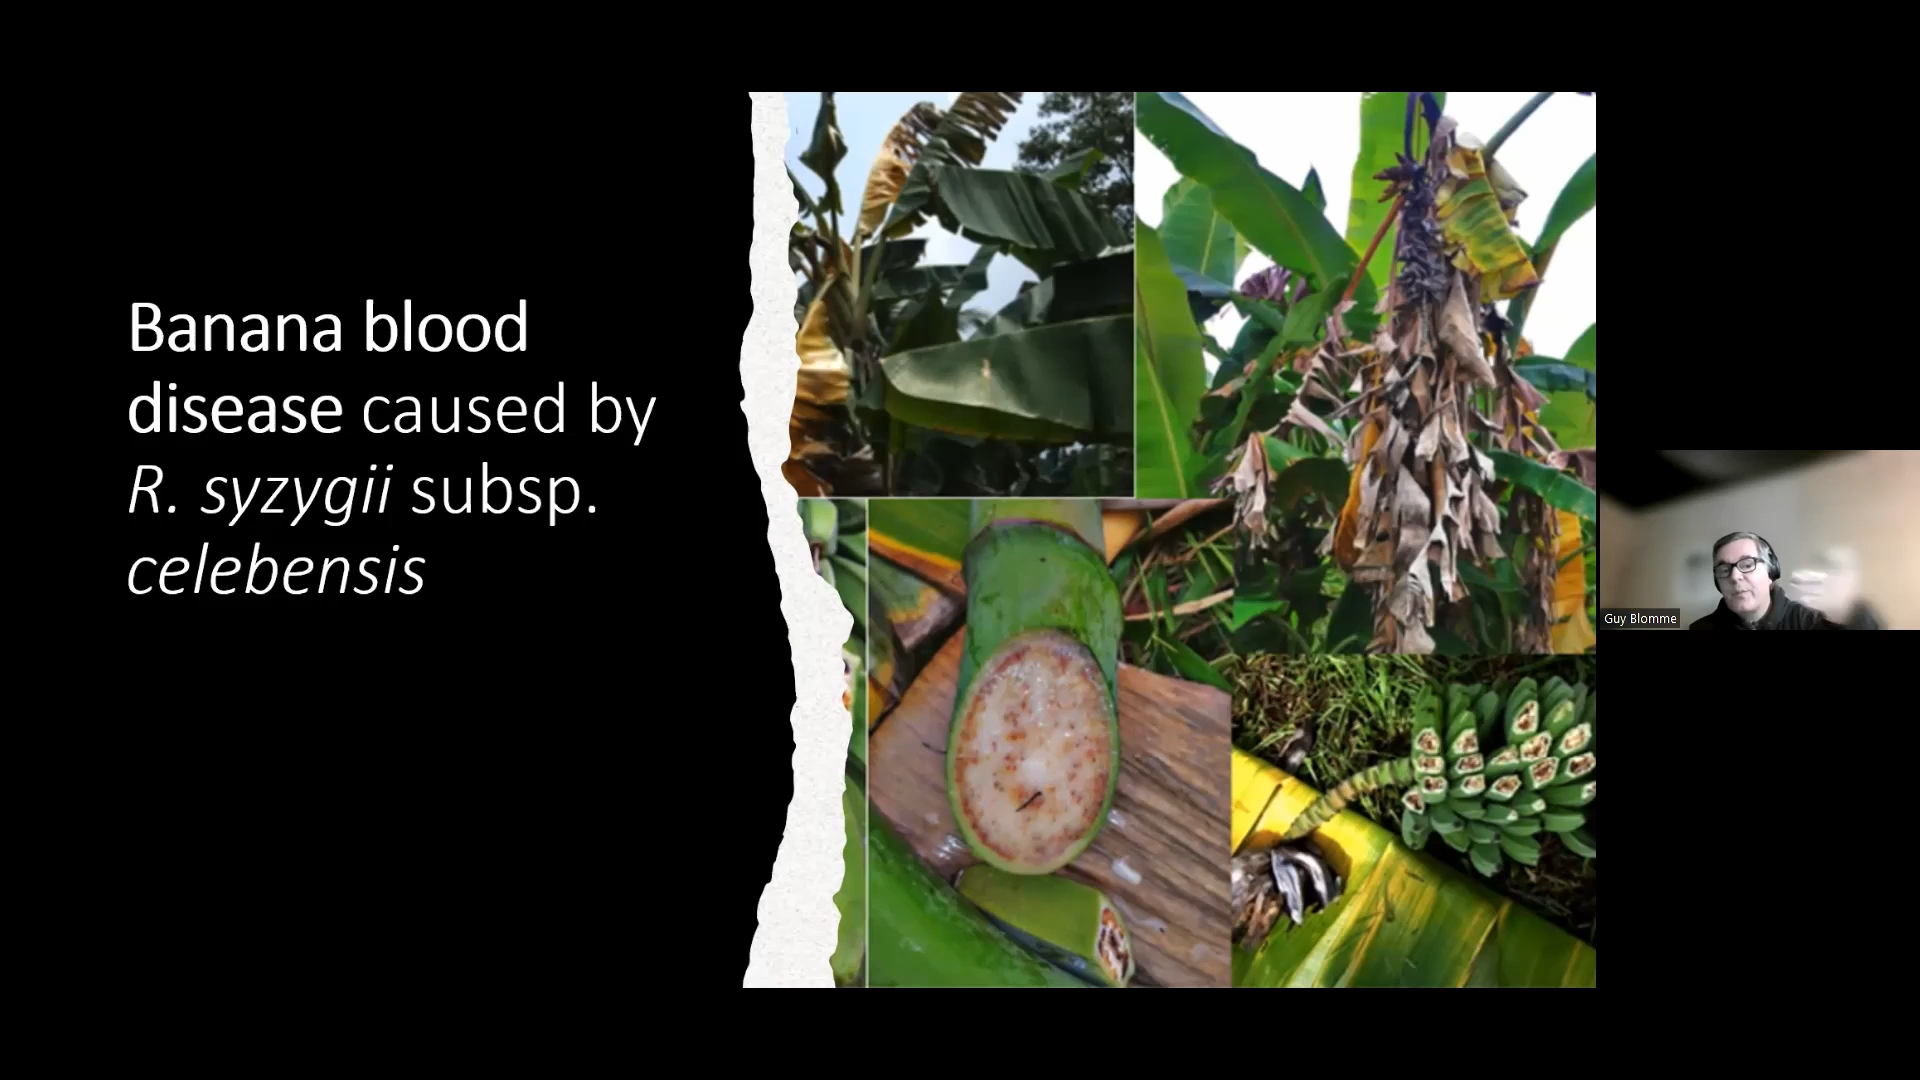 Banana blood
disease caused by
R. syzygii subsp.
celebensis
Guy Blomme